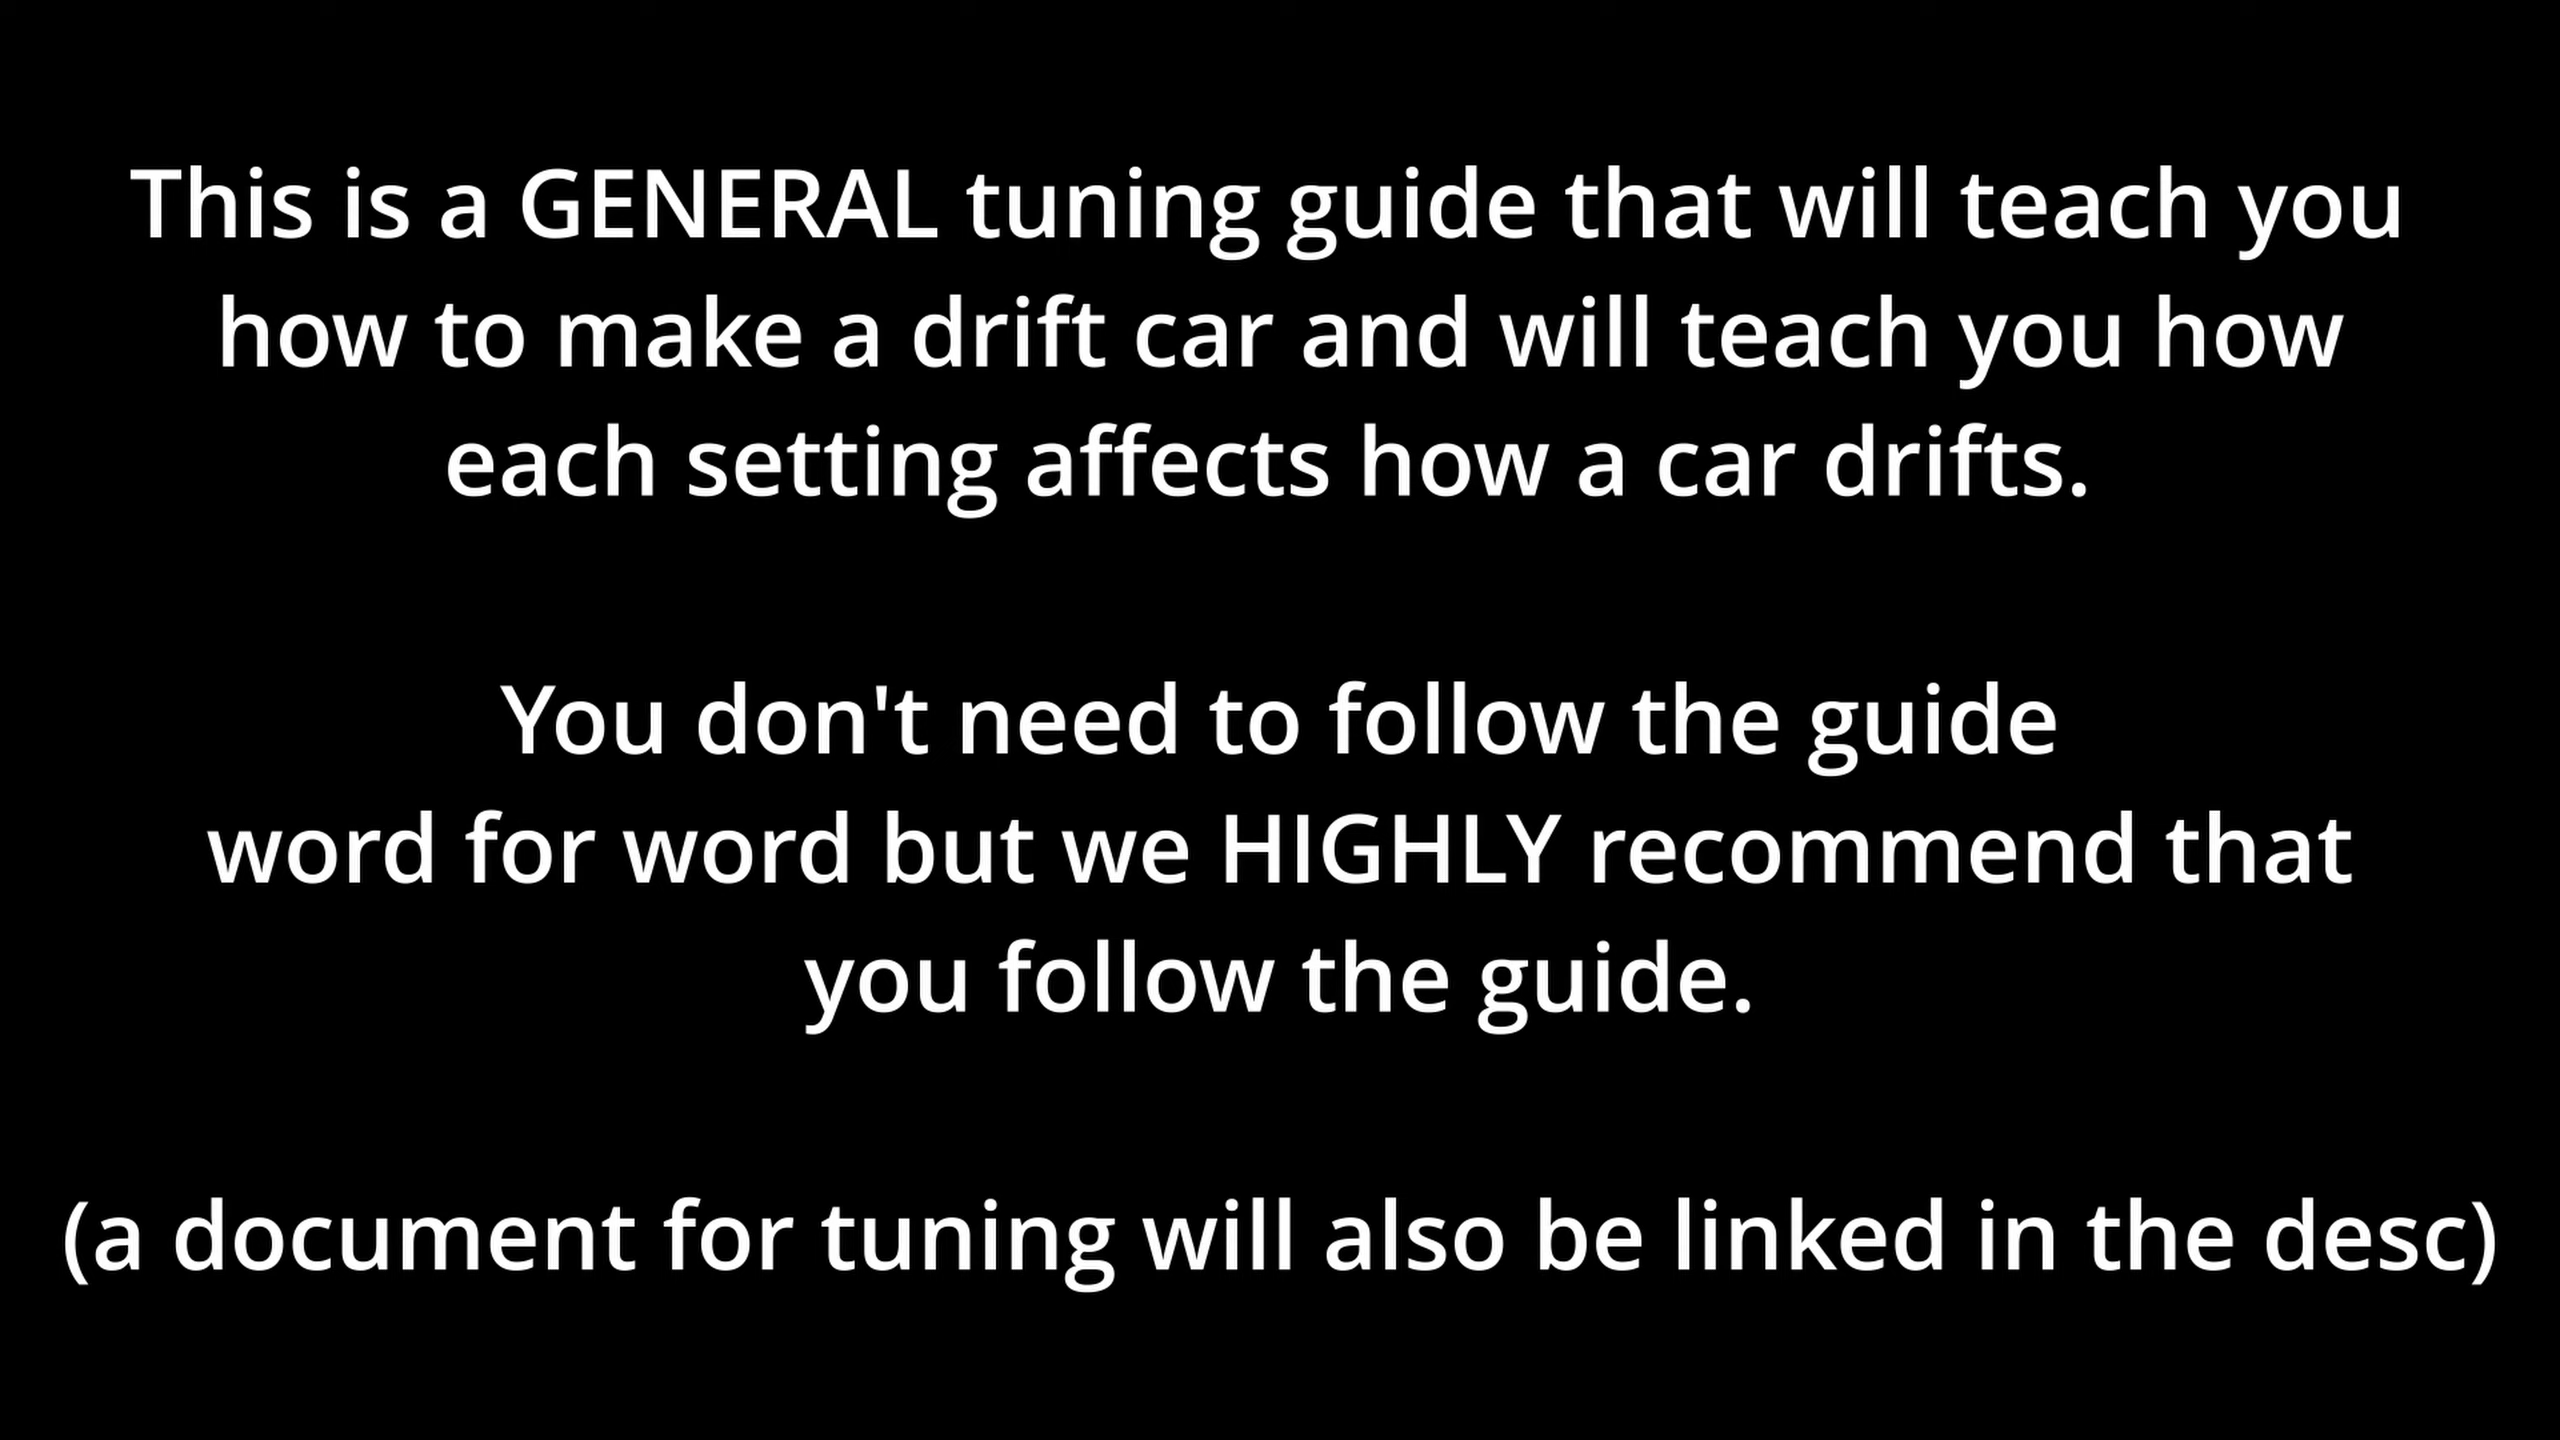 This is a GENERAL tuning guide that will teach you
how to make a drift car and will teach you how
each setting affects how a car drifts.
You don't need to follow the guide
word for word but we HIGHLY recommend that
you follow the guide.
(a document for tuning will also be linked in the desc)